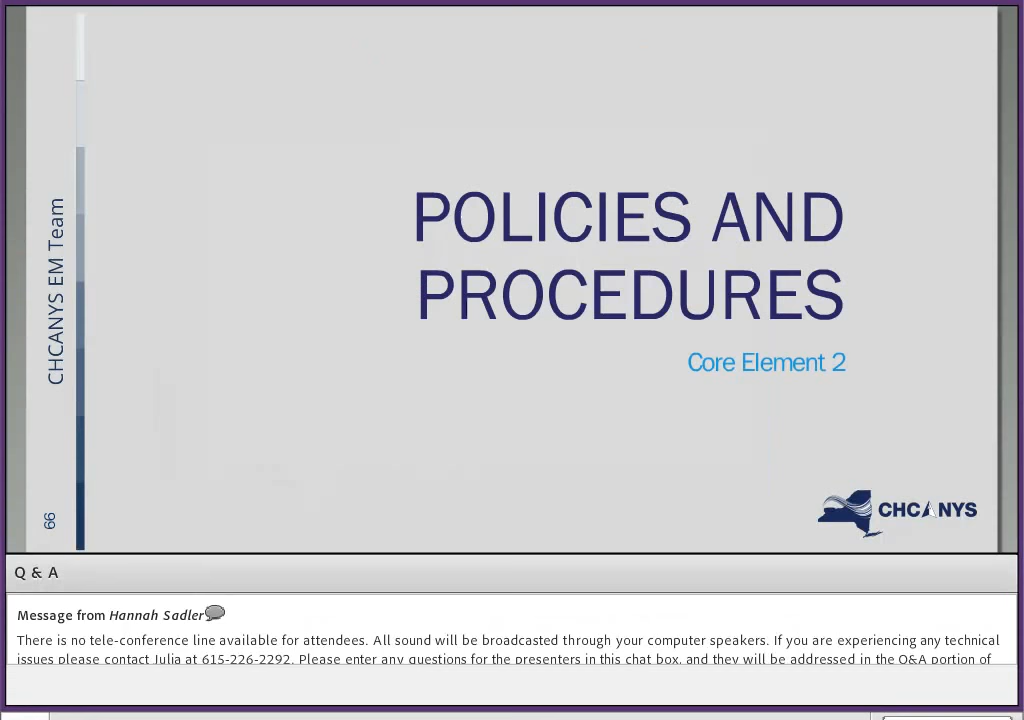 POLICIES AND
PROCEDURES
Core Element 2
CHCANYS EM Team
66
CHCANYS
Q & A
Message from Hannah Sadler
There is no tele-conference line available for attendees. All sound will be broadcasted through your computer speakers. If you are experiencing any technical
issues please contact Julia at 615-226-2292. Please enter any questions for the presenters in this chat box, and they will be addressed in the Q&A portion of